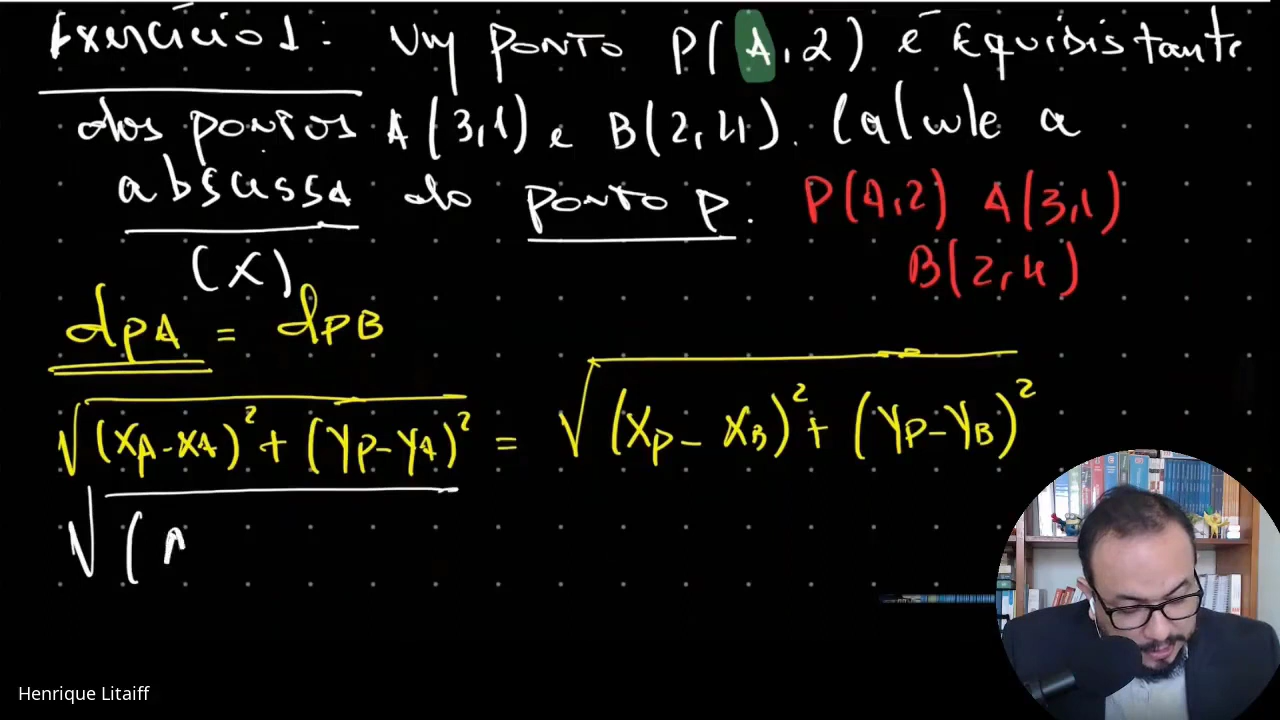 Exercício 1: Um ponto P(A,2) é equidistante
dos pontos A(3,1) e B(2,4). Calcule a
abscissa do ponto P.
(X)
P(A,2) A(3,1)
B(2,4)
dPA = dPB
√(XP-XA)²+(YP-YA)² = √(XP-XB)²+(YP-YB)²
√(A
Henrique Litaiff